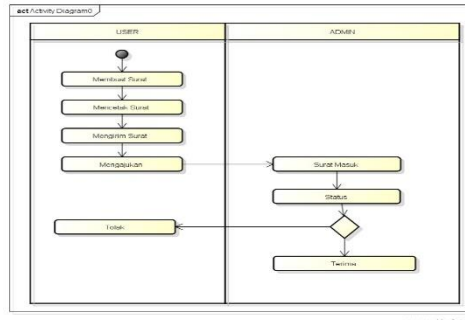 act Activity Diagram0
USER
ADMIN
Membuat Surat
Mencetak Surat
Mengirim Surat
Mengajukan
Surat Masuk
Status
Tolak
Terima